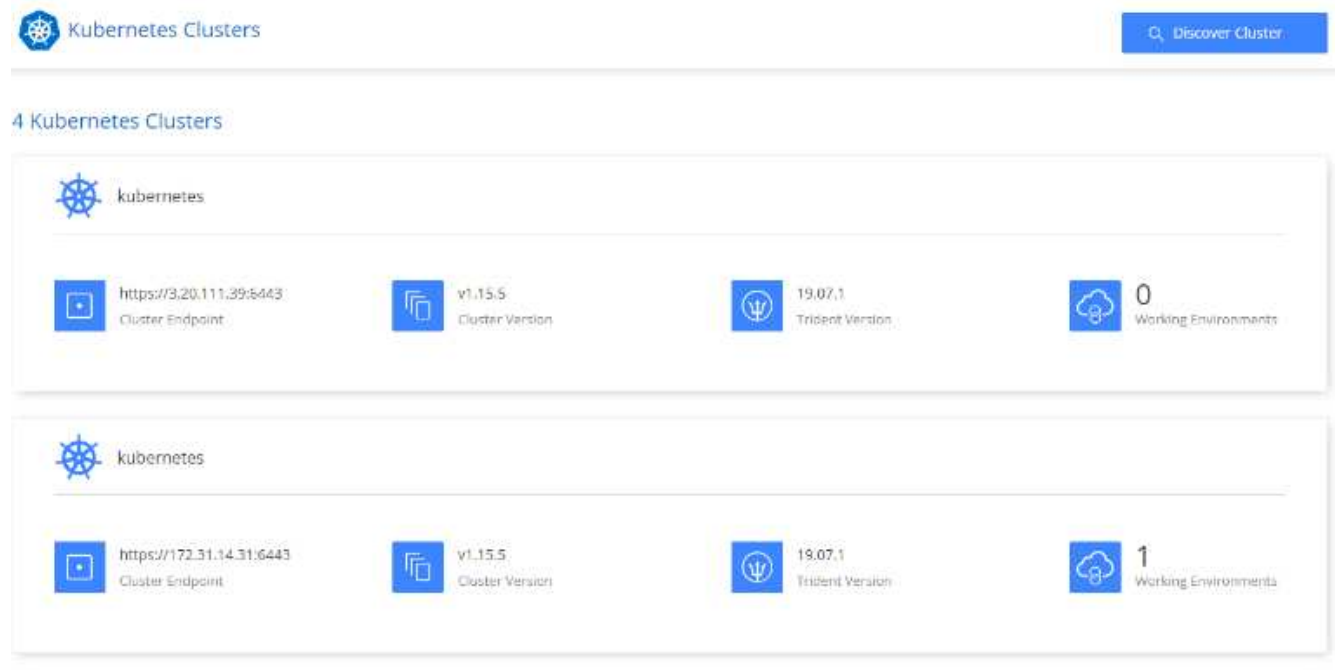 Kubernetes Clusters
Discover Cluster
4 Kubernetes Clusters
kubernetes
https://3.20.111.39:6443
Cluster Endpoint
v1.15.5
Cluster Version
19.07.1
Trident Version
0
Working Environments
kubernetes
https://172.31.14.31:6443
Cluster Endpoint
v1.15.5
Cluster Version
19.07.1
Trident Version
1
Working Environments